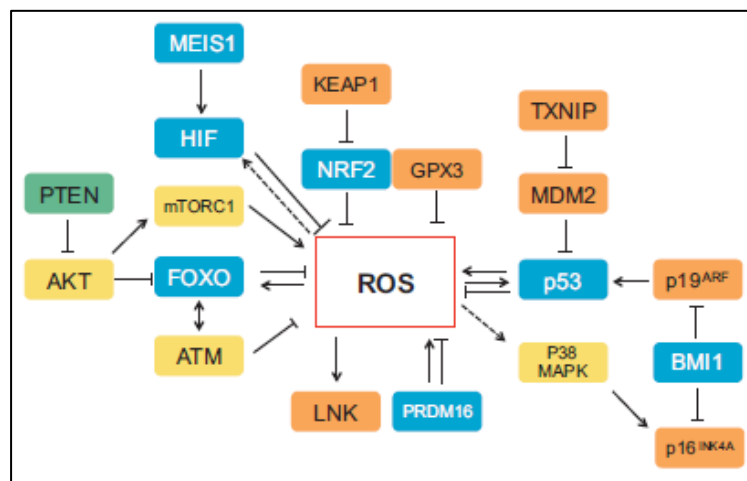 MEIS1
KEAP1
TXNIP
HIF
NRF2
GPX3
PTEN
mTORC1
MDM2
AKT
FOXO
ROS
p53
p19ARF
ATM
P38
MAPK
BMI1
LNK
PRDM16
p16INK4A